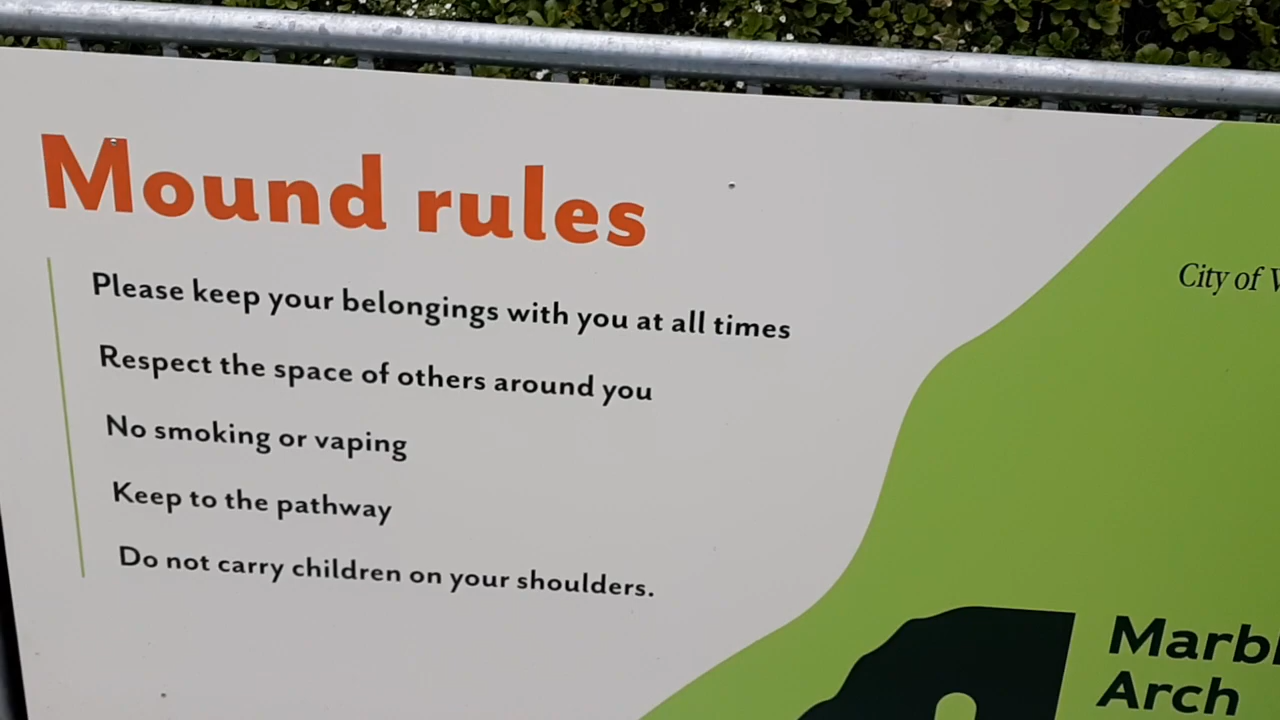 Mound rules
Please keep your belongings with you at all times
Respect the space of others around you
No smoking or vaping
Keep to the pathway
Do not carry children on your shoulders.
City of
Arch